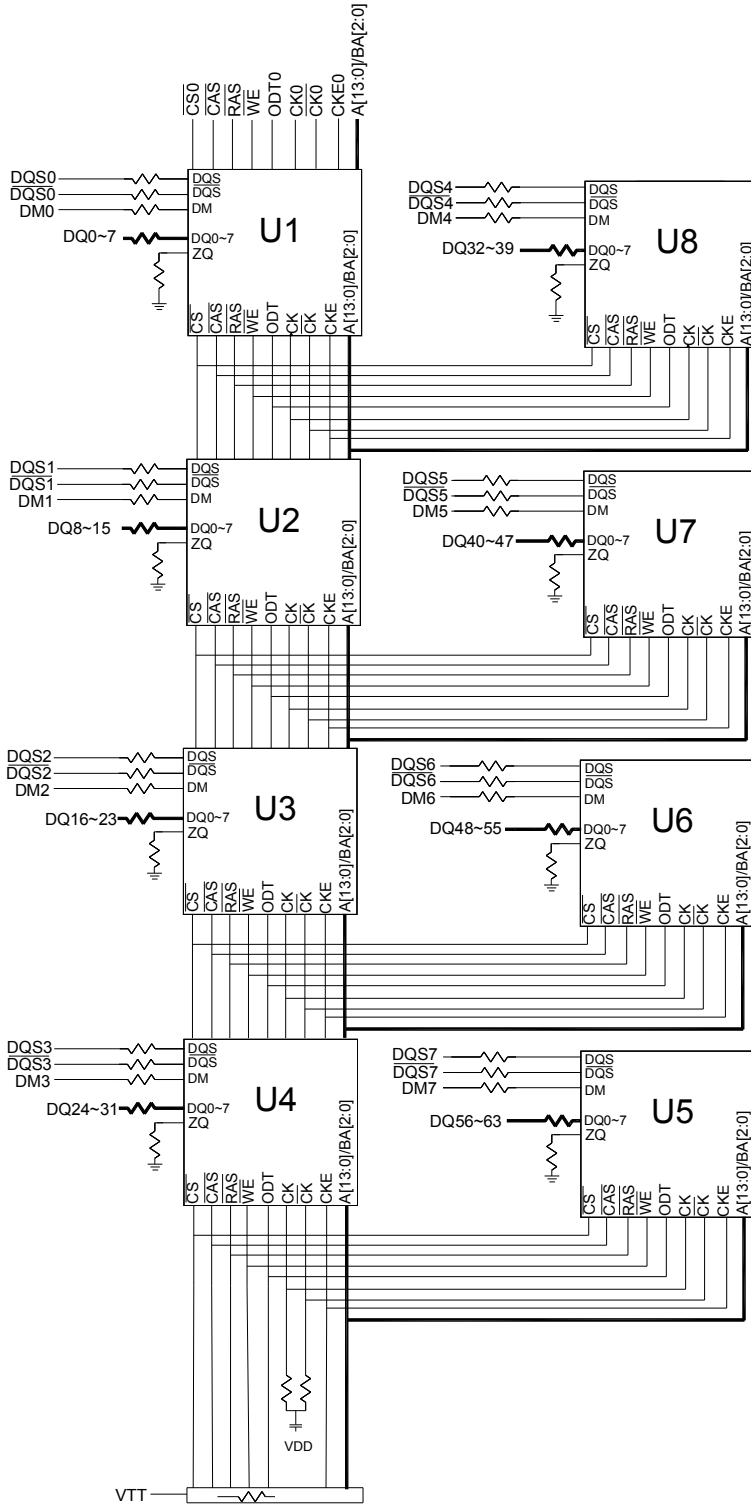 CS0
CAS
RAS
WE
ODT0
CK0
CK0
CKE0
A[13:0]/BA[2:0]
DQS0
DQS0
DM0
DQ0~7
DQS
DQS
DM
DQ0~7
ZQ
U1
CS
CAS
RAS
WE
ODT
CK
CK
CKE
A[13:0]/BA[2:0]
DQS4
DQS4
DM4
DQ32~39
DQS
DQS
DM
DQ0~7
ZQ
U8
CS
CAS
RAS
WE
ODT
CK
CK
CKE
A[13:0]/BA[2:0]
DQS1
DQS1
DM1
DQ8~15
DQS
DQS
DM
DQ0~7
ZQ
U2
CS
CAS
RAS
WE
ODT
CK
CK
CKE
A[13:0]/BA[2:0]
DQS5
DQS5
DM5
DQ40~47
DQS
DQS
DM
DQ0~7
ZQ
U7
CS
CAS
RAS
WE
ODT
CK
CK
CKE
A[13:0]/BA[2:0]
DQS2
DQS2
DM2
DQ16~23
DQS
DQS
DM
DQ0~7
ZQ
U3
CS
CAS
RAS
WE
ODT
CK
CK
CKE
A[13:0]/BA[2:0]
DQS6
DQS6
DM6
DQ48~55
DQS
DQS
DM
DQ0~7
ZQ
U6
CS
CAS
RAS
WE
ODT
CK
CK
CKE
A[13:0]/BA[2:0]
DQS3
DQS3
DM3
DQ24~31
DQS
DQS
DM
DQ0~7
ZQ
U4
CS
CAS
RAS
WE
ODT
CK
CK
CKE
A[13:0]/BA[2:0]
DQS7
DQS7
DM7
DQ56~63
DQS
DQS
DM
DQ0~7
ZQ
U5
CS
CAS
RAS
WE
ODT
CK
CK
CKE
A[13:0]/BA[2:0]
VDD
VTT